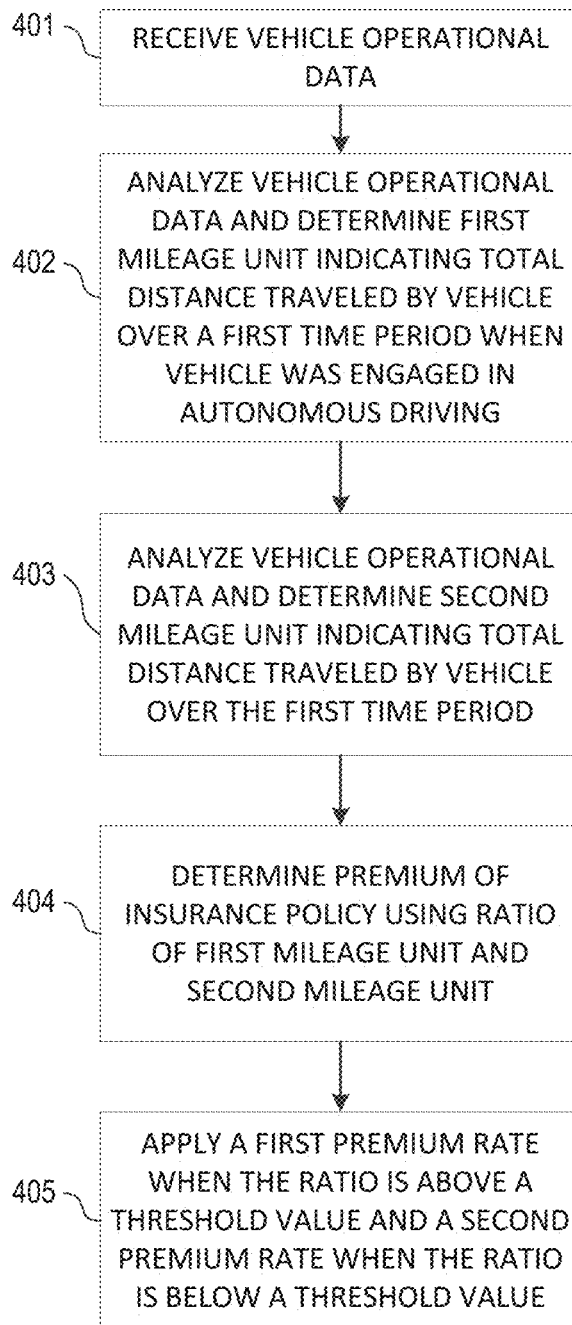 401
RECEIVE VEHICLE OPERATIONAL
DATA
402
ANALYZE VEHICLE OPERATIONAL
DATA AND DETERMINE FIRST
MILEAGE UNIT INDICATING TOTAL
DISTANCE TRAVELED BY VEHICLE
OVER A FIRST TIME PERIOD WHEN
VEHICLE WAS ENGAGED IN
AUTONOMOUS DRIVING
403
ANALYZE VEHICLE OPERATIONAL
DATA AND DETERMINE SECOND
MILEAGE UNIT INDICATING TOTAL
DISTANCE TRAVELED BY VEHICLE
OVER THE FIRST TIME PERIOD
404
DETERMINE PREMIUM OF
INSURANCE POLICY USING RATIO
OF FIRST MILEAGE UNIT AND
SECOND MILEAGE UNIT
405
APPLY A FIRST PREMIUM RATE
WHEN THE RATIO IS ABOVE A
THRESHOLD VALUE AND A SECOND
PREMIUM RATE WHEN THE RATIO
IS BELOW A THRESHOLD VALUE